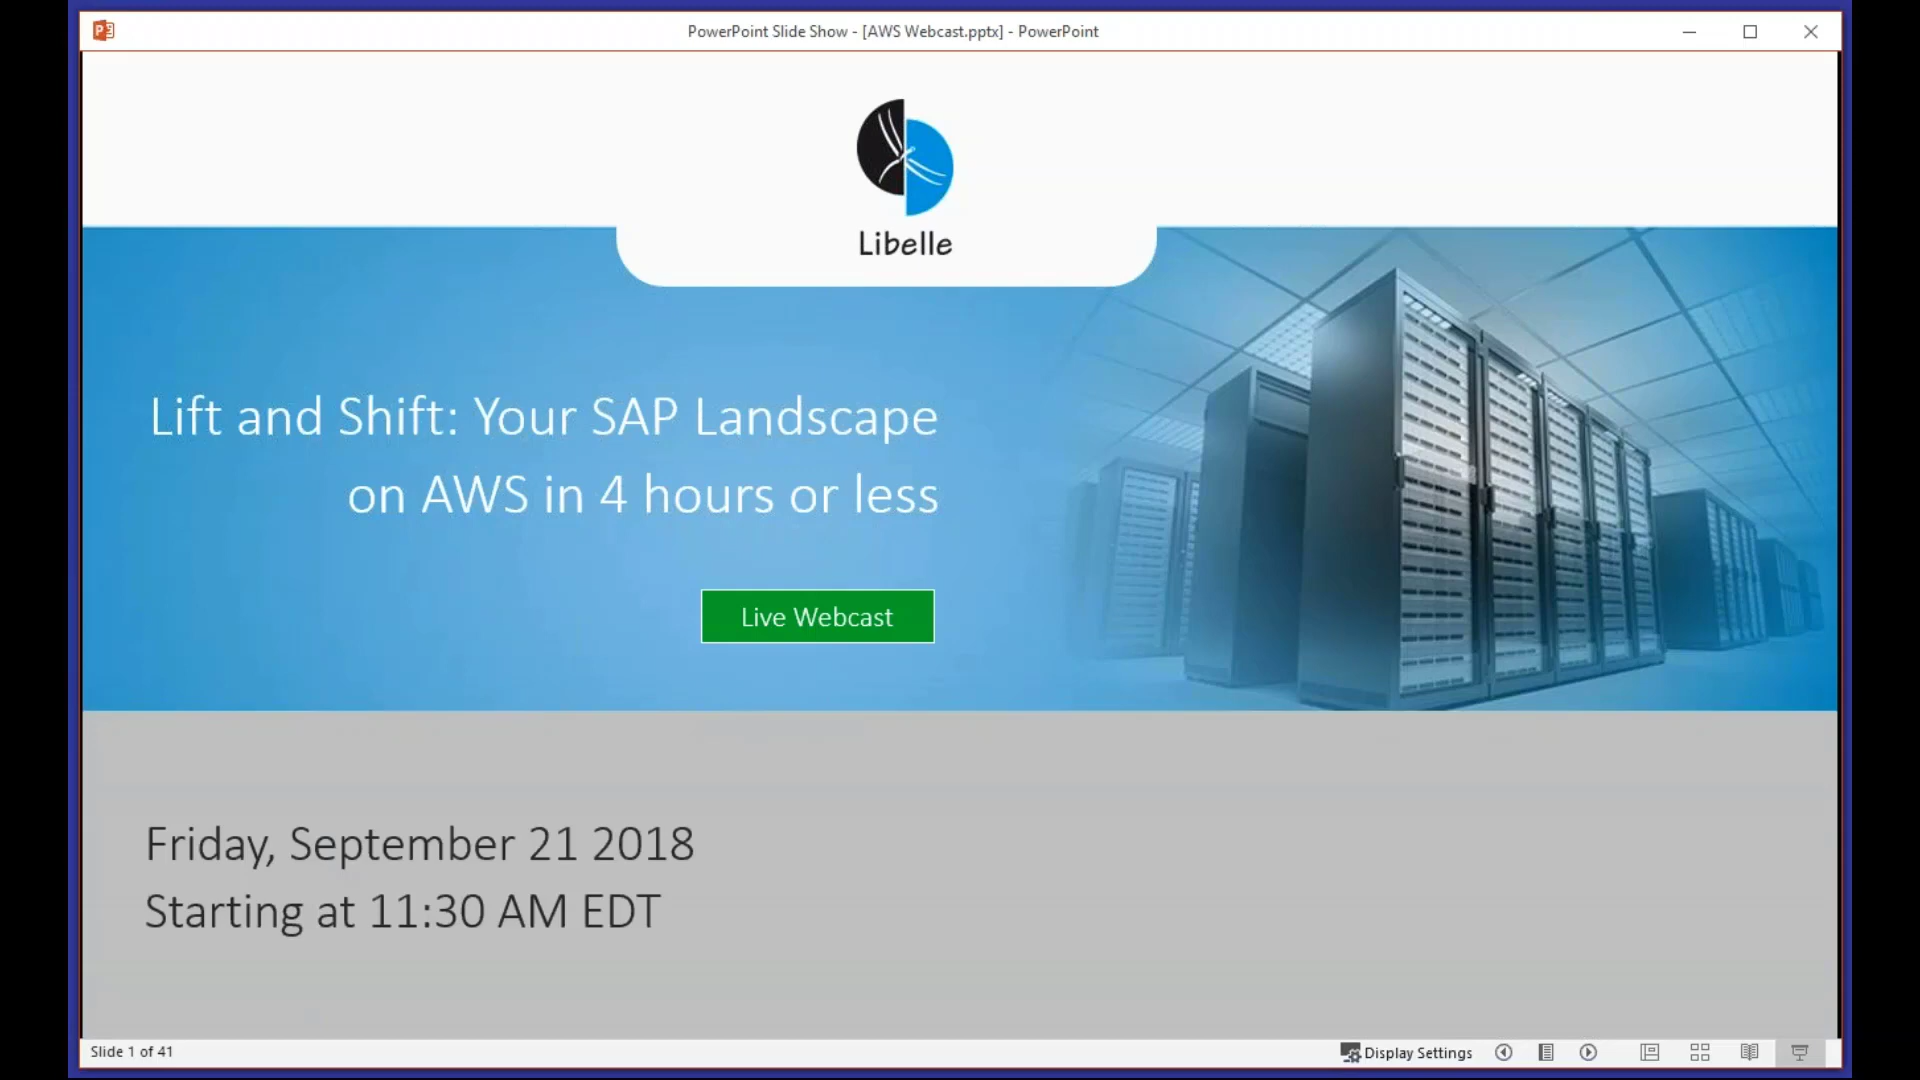 PowerPoint Slide Show - [AWS Webcast.pptx] - PowerPoint
Libelle
Lift and Shift: Your SAP Landscape
on AWS in 4 hours or less
Live Webcast
Friday, September 21 2018
Starting at 11:30 AM EDT
Slide 1 of 41
Display Settings